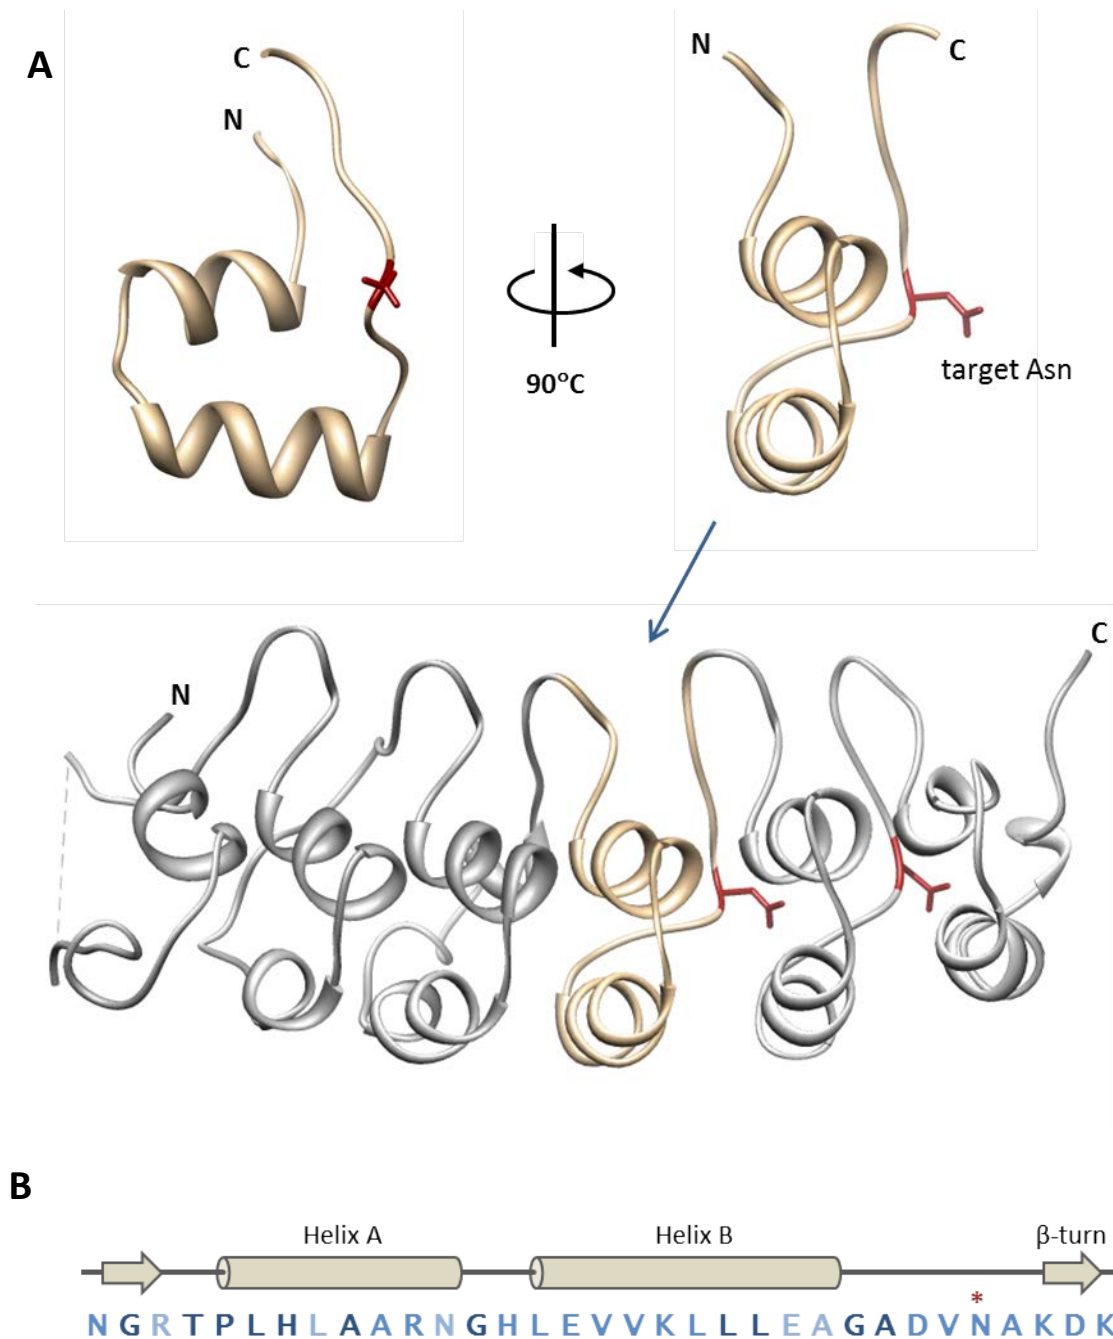 A
C
N
N
C
90°C
target Asn
N
C
B
Helix A
Helix B
β-turn
*
N G R T P L H L A A R N G H L E V V K L L L E A G A D V N A K D K